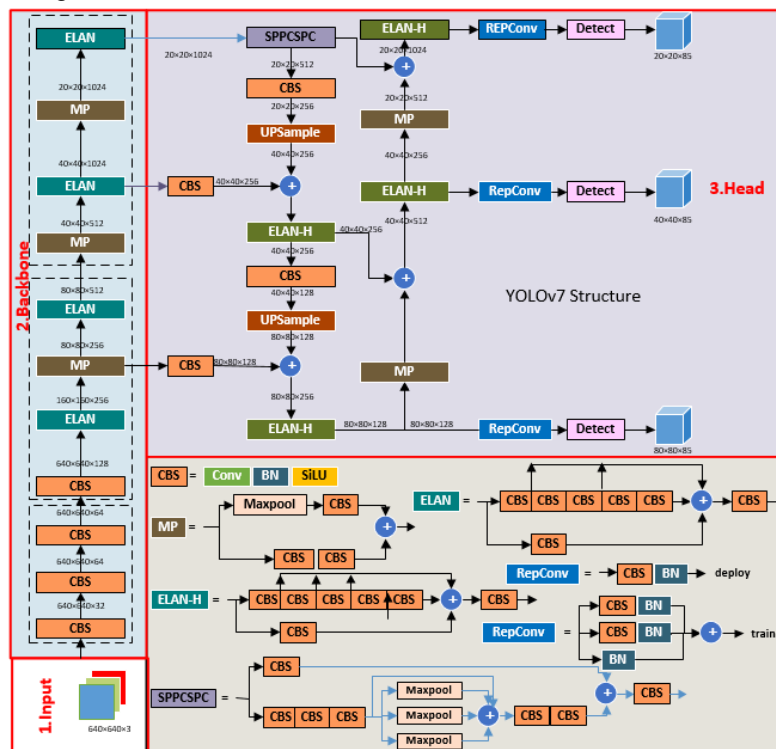 ELAN
20×20×1024
MP
40×40×1024
ELAN
40×40×512
MP
80×80×512
ELAN
80×80×256
MP
160×160×256
ELAN
640×640×128
CBS
640×640×64
CBS
640×640×64
CBS
640×640×32
CBS
2.Backbone
1.Input
640×640×3
20×20×1024
SPPCSPC
20×20×512
CBS
20×20×256
UPSample
40×40×256
CBS
40×40×256
ELAN-H
40×40×256
40×40×256
CBS
40×40×128
UPSample
80×80×128
CBS
80×80×128
80×80×256
ELAN-H
80×80×128
80×80×128
ELAN-H
20×20×1024
20×20×512
MP
40×40×256
ELAN-H
40×40×512
MP
REPConv
Detect
20×20×85
RepConv
Detect
40×40×85
3.Head
YOLOv7 Structure
RepConv
Detect
80×80×85
CBS = Conv BN SiLU
MP = Maxpool CBS
CBS CBS
ELAN = CBS CBS CBS CBS CBS CBS
CBS
ELAN-H = CBS CBS CBS CBS CBS CBS
CBS
RepConv = CBS BN deploy
RepConv = CBS BN
CBS BN train
BN
SPPCSPC = CBS
CBS CBS CBS
Maxpool
Maxpool
Maxpool
CBS CBS
CBS